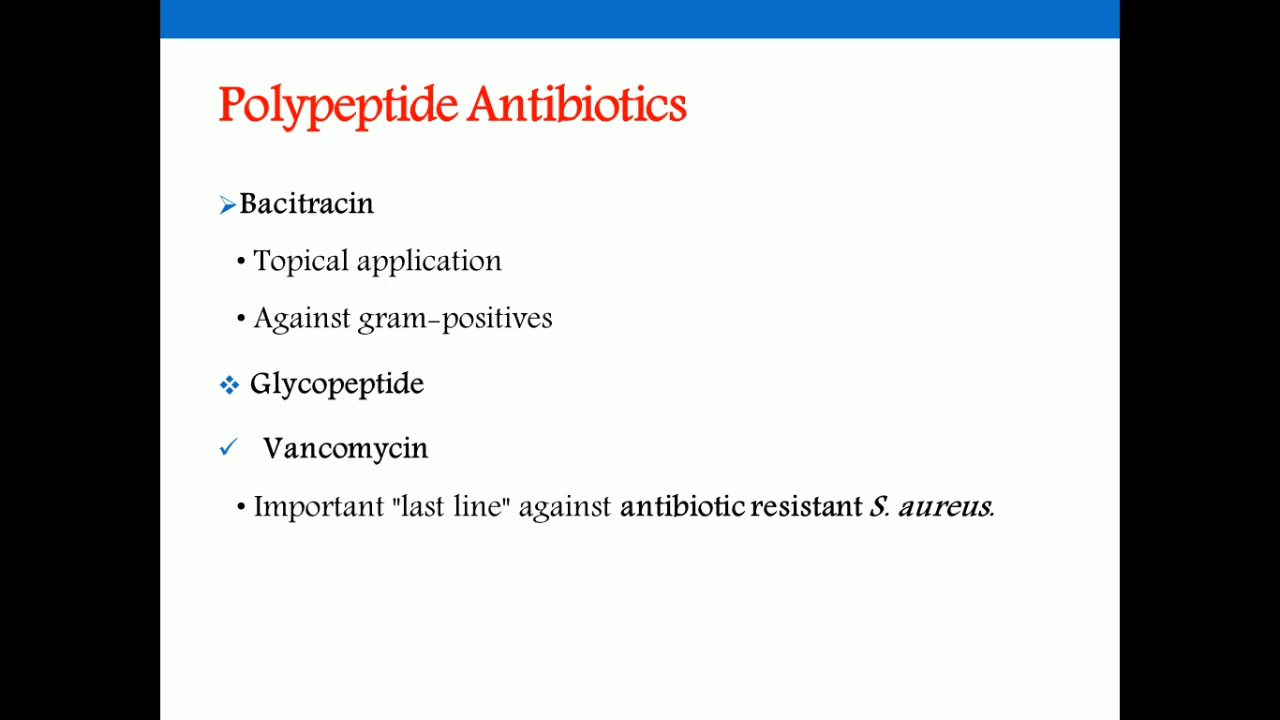 Polypeptide Antibiotics
➢Bacitracin
• Topical application
• Against gram-positives
❖ Glycopeptide
✓ Vancomycin
• Important "last line" against antibiotic resistant S. aureus.